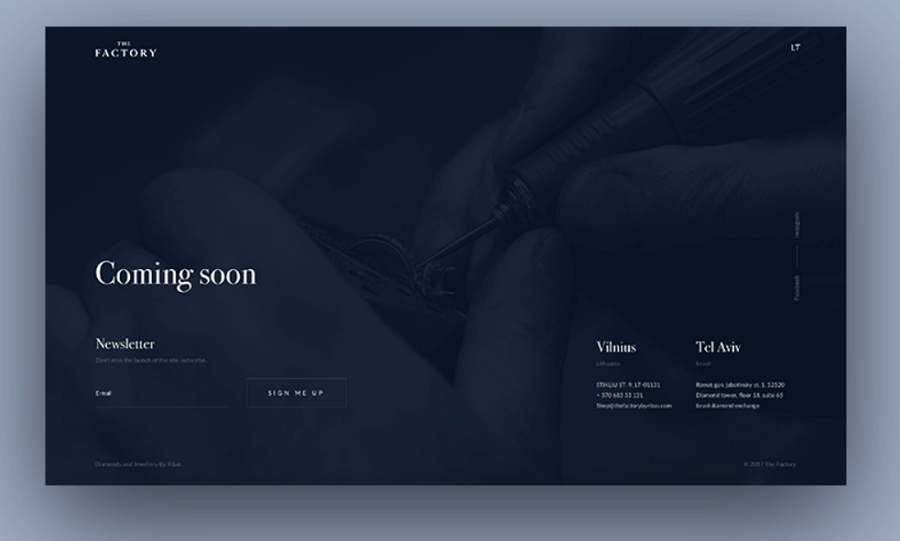 THE
FACTORY
LT
Instagram
Facebook
Coming soon
Newsletter
Don't miss the launch of the site, subscribe.
E-mail
SIGN ME UP
Vilnius
Lithuania
STIKLIU ST. 9, LT-01131
+ 370 683 33 131
Shop@thefactorybyribas.com
Tel Aviv
Israel
Ramat gan, jabotinsky st. 1, 52520
Diamond tower, floor 18, suite 65
Israel diamond exchange
Diamonds and Jewellery By Ribas
© 2017 The Factory